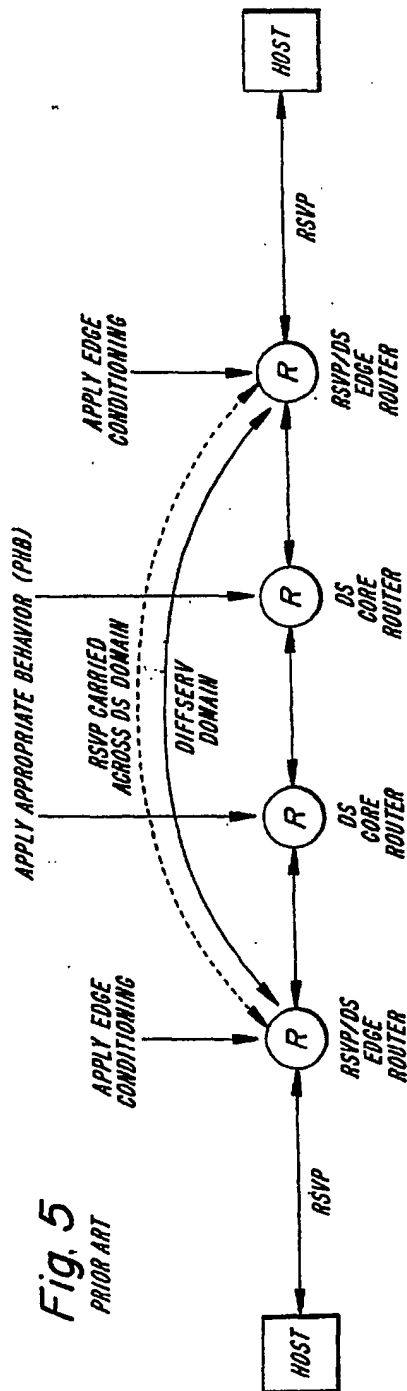 Fig. 5
PRIOR ART
APPLY APPROPRIATE BEHAVIOR (PHB)
APPLY EDGE
CONDITIONING
RSVP CARRIED
ACROSS DS DOMAIN
DIFFSERV
DOMAIN
APPLY EDGE
CONDITIONING
HOST
RSVP
R
RSVP/DS
EDGE
ROUTER
R
DS
CORE
ROUTER
R
DS
CORE
ROUTER
R
RSVP/DS
EDGE
ROUTER
RSVP
HOST